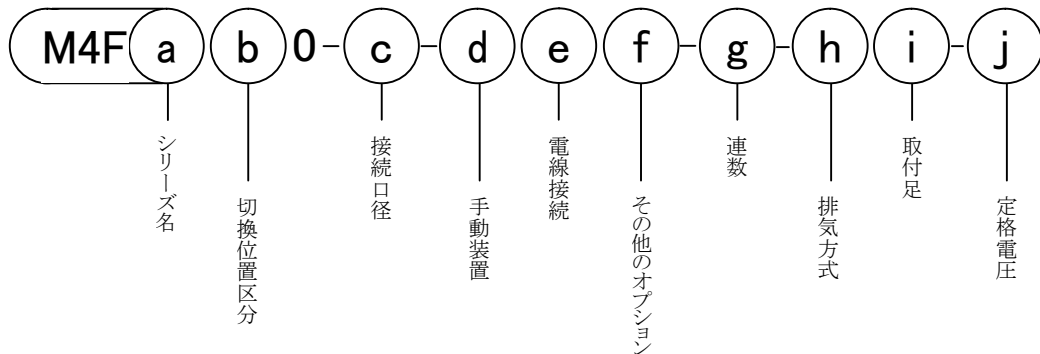 M4F a b 0 - c - d e f - g - h i - j
シリーズ名
切換位置区分
接続口径
手動装置
電線接続
その他のオプション
連数
排気方式
取付足
定格電圧